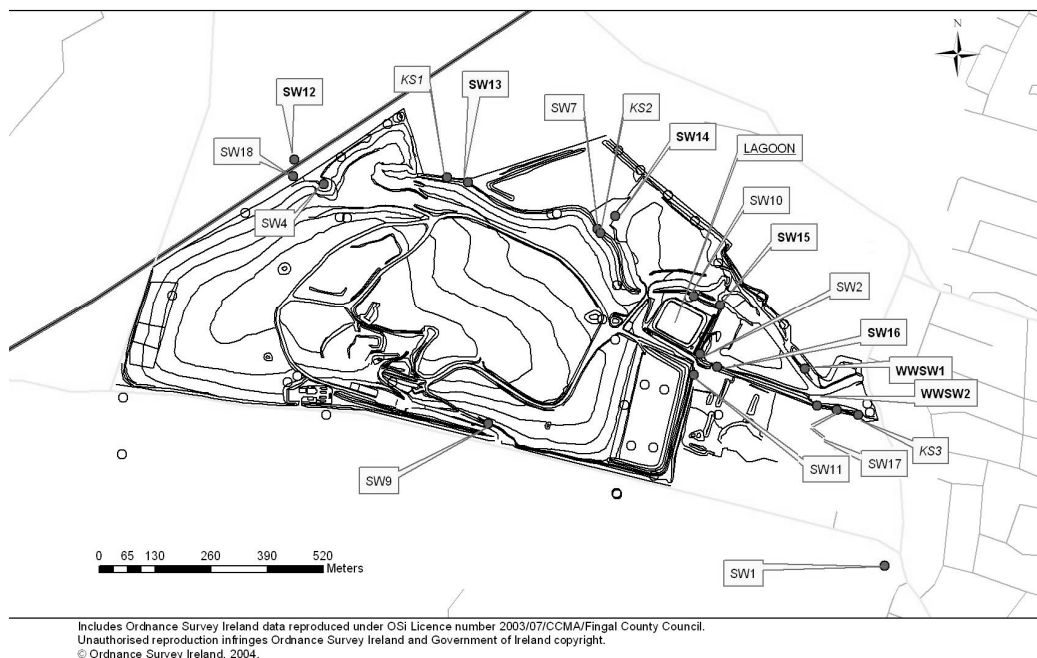 N
KS1
SW13
SW12
SW7
KS2
SW14
LAGOON
SW18
SW10
SW4
SW15
SW2
SW16
WWSW1
WWSW2
SW9
SW11
SW17
KS3
0 65 130 260 390 520
Meters
SW1
Includes Ordnance Survey Ireland data reproduced under OSi Licence number 2003/07/CCMA/Fingal County Council.
Unauthorised reproduction infringes Ordnance Survey Ireland and Government of Ireland copyright.
© Ordnance Survey Ireland, 2004.